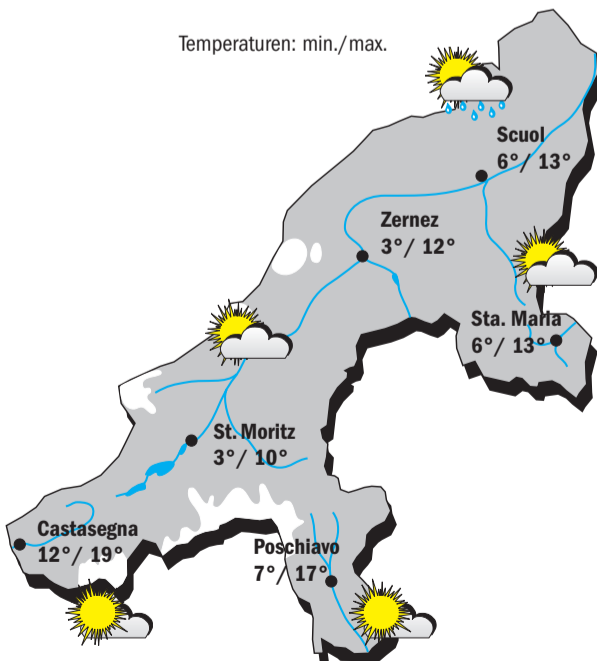 Temperaturen: min./max.
Scuol
6°/ 13°
Zernez
3°/ 12°
Sta. Maria
6°/ 13°
St. Moritz
3°/ 10°
Castasegna
12°/ 19°
Poschiavo
7°/ 17°